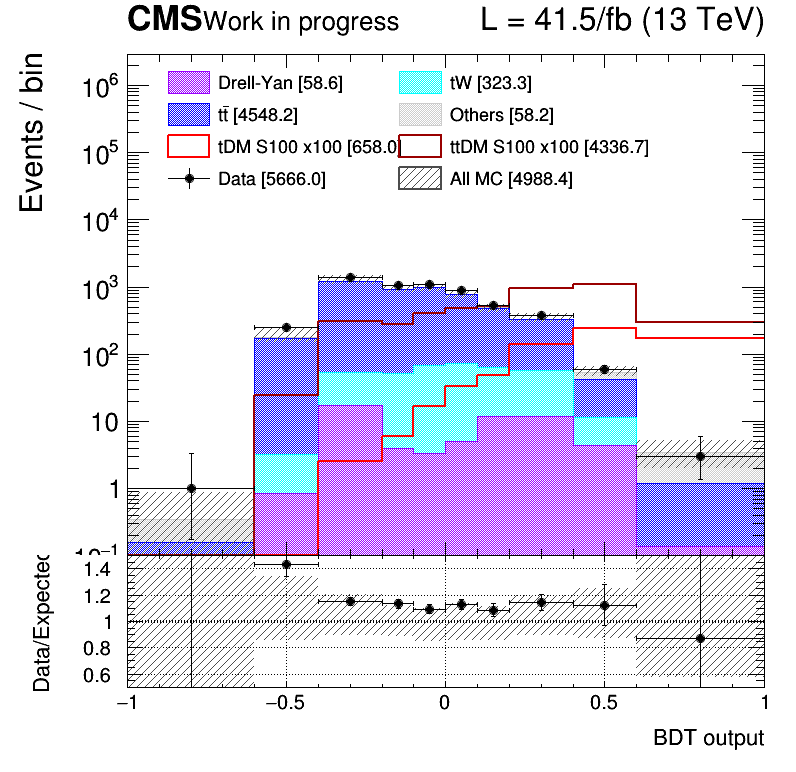 CMS Work in progress L = 41.5/fb (13 TeV)
Events / bin
10⁶
10⁵
10⁴
10³
10²
10
1
10⁻¹
Drell-Yan [58.6] tW [323.3]
tt̄ [4548.2] Others [58.2]
tDM S100 x100 [658.0] ttDM S100 x100 [4336.7]
Data [5666.0] All MC [4988.4]
Data/Expected
1.4
1.2
1
0.8
0.6
−1 −0.5 0 0.5 1
BDT output